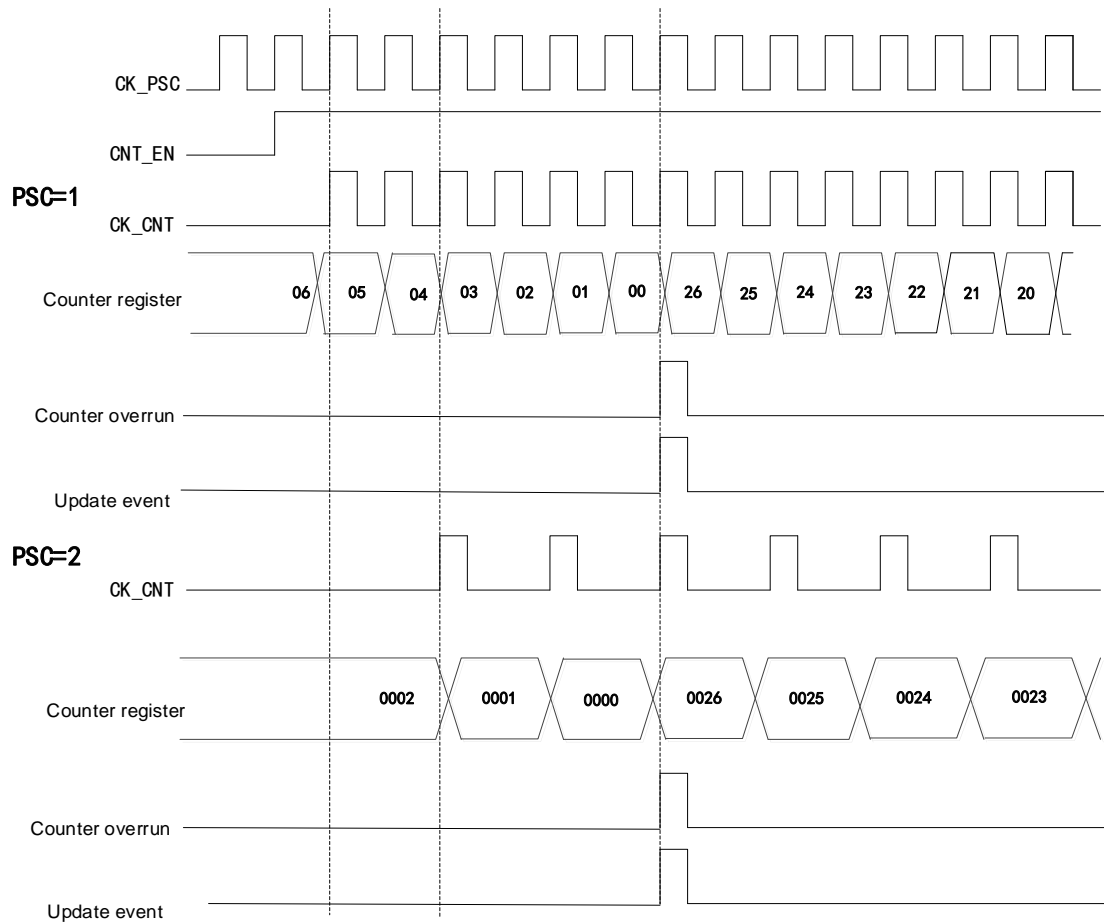 CK_PSC
CNT_EN
PSC=1
CK_CNT
Counter register
06 05 04 03 02 01 00 26 25 24 23 22 21 20
Counter overrun
Update event
PSC=2
CK_CNT
Counter register
0002 0001 0000 0026 0025 0024 0023
Counter overrun
Update event